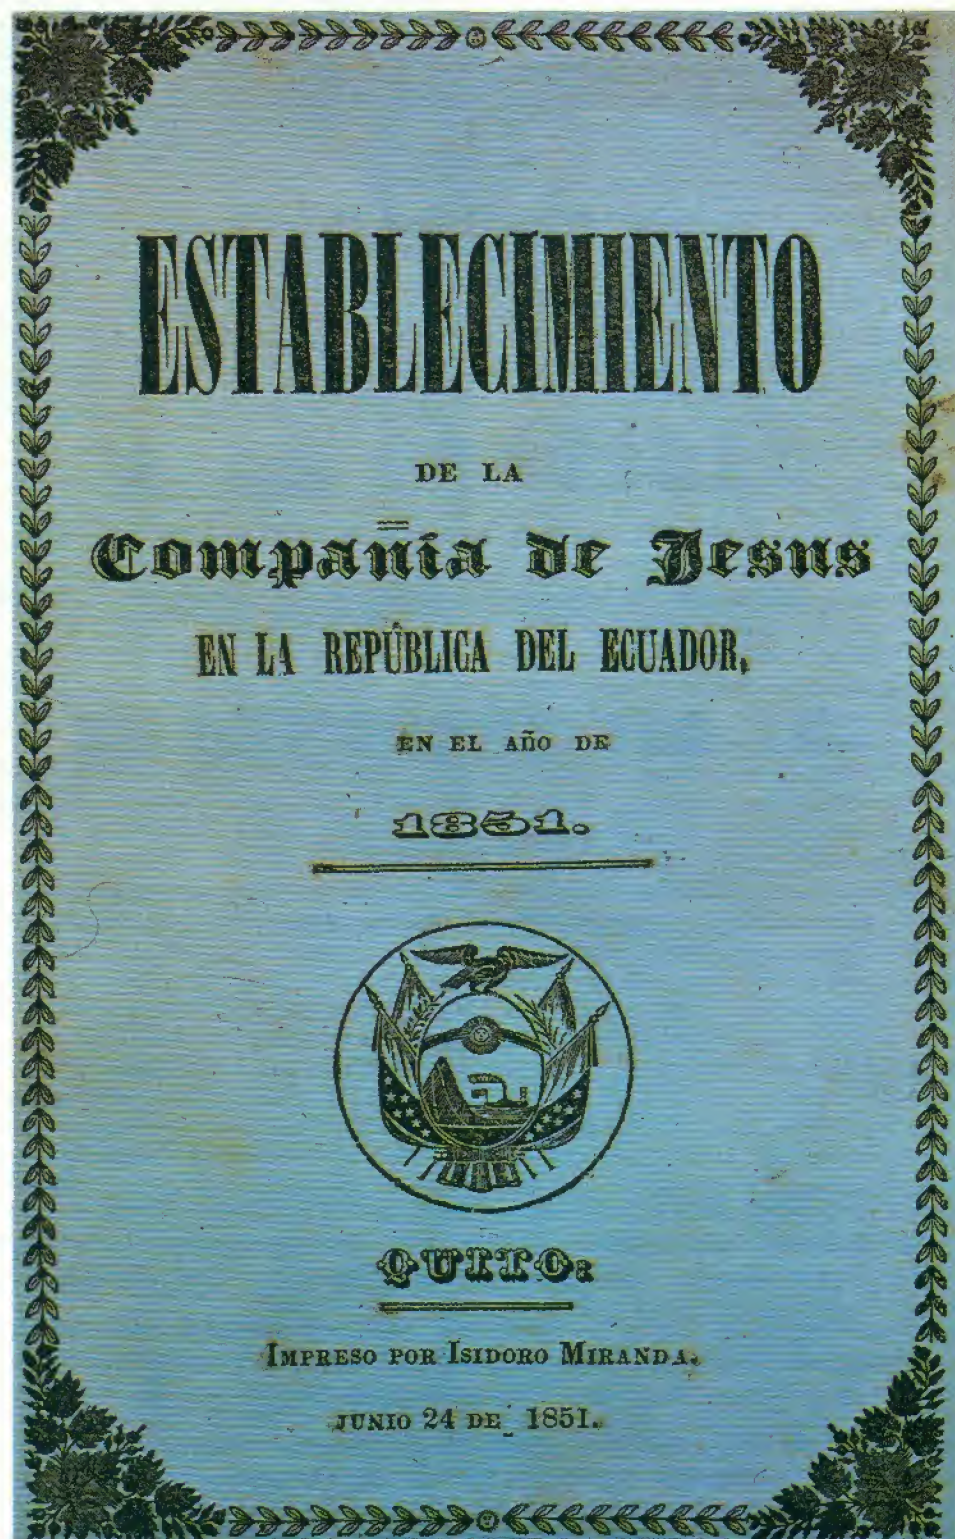 ESTABLECIMIENTO
DE LA
Compañía de Jesus
EN LA REPÚBLICA DEL ECUADOR,
EN EL AÑO DE
1851.
QUITO:
IMPRESO POR ISIDORO MIRANDA.
JUNIO 24 DE 1851.